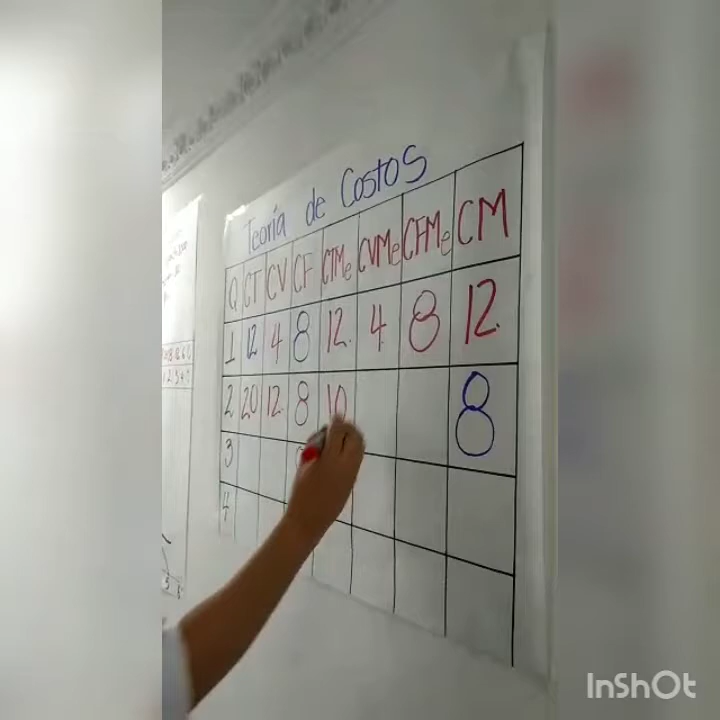 Teoría de Costos
Q CT CV CF CTMe CVMe CFMe CM
1 12 4 8 12. 4. 8 12.
2 20 12. 8 10 8
3
4
InShOt